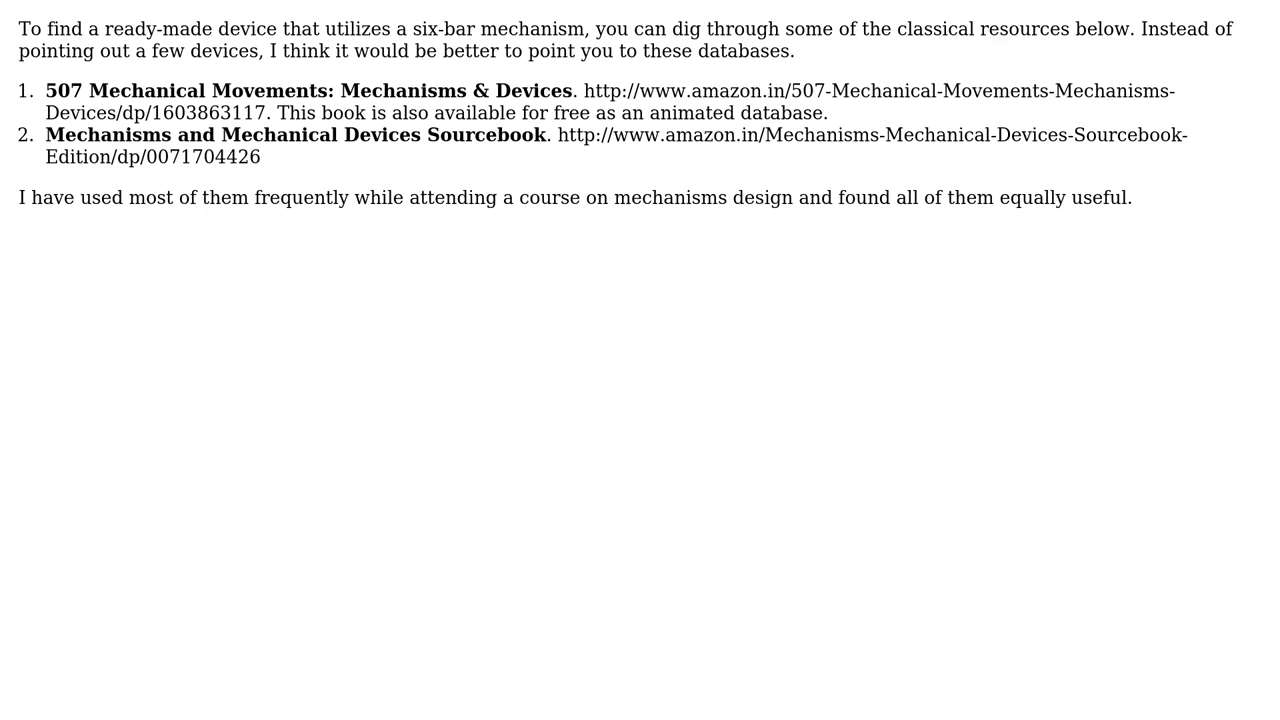 To find a ready-made device that utilizes a six-bar mechanism, you can dig through some of the classical resources below. Instead of
pointing out a few devices, I think it would be better to point you to these databases.
1. 507 Mechanical Movements: Mechanisms & Devices. http://www.amazon.in/507-Mechanical-Movements-Mechanisms-
Devices/dp/1603863117. This book is also available for free as an animated database.
2. Mechanisms and Mechanical Devices Sourcebook. http://www.amazon.in/Mechanisms-Mechanical-Devices-Sourcebook-
Edition/dp/0071704426
I have used most of them frequently while attending a course on mechanisms design and found all of them equally useful.